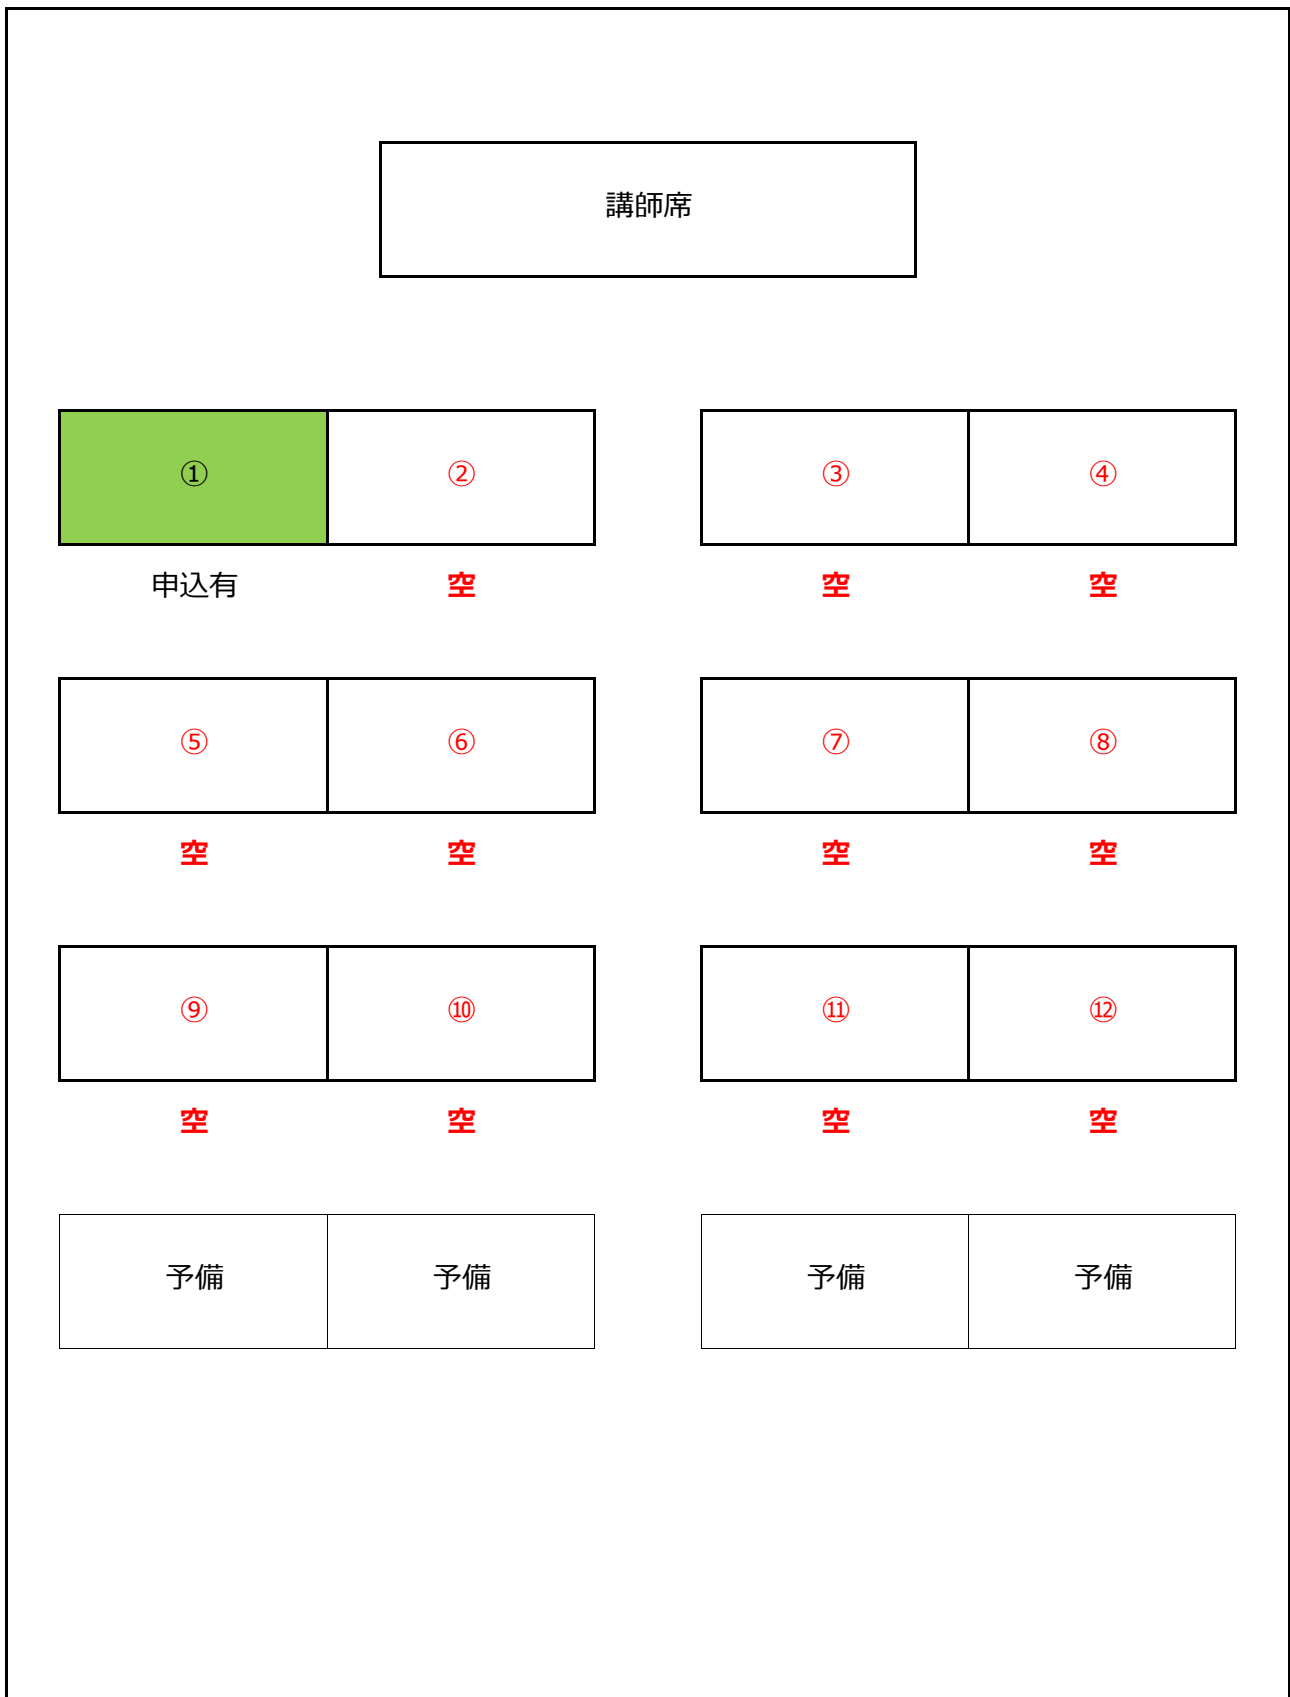 講師席
① ② ③ ④
申込有 空 空 空
⑤ ⑥ ⑦ ⑧
空 空 空 空
⑨ ⑩ ⑪ ⑫
空 空 空 空
予備 予備 予備 予備